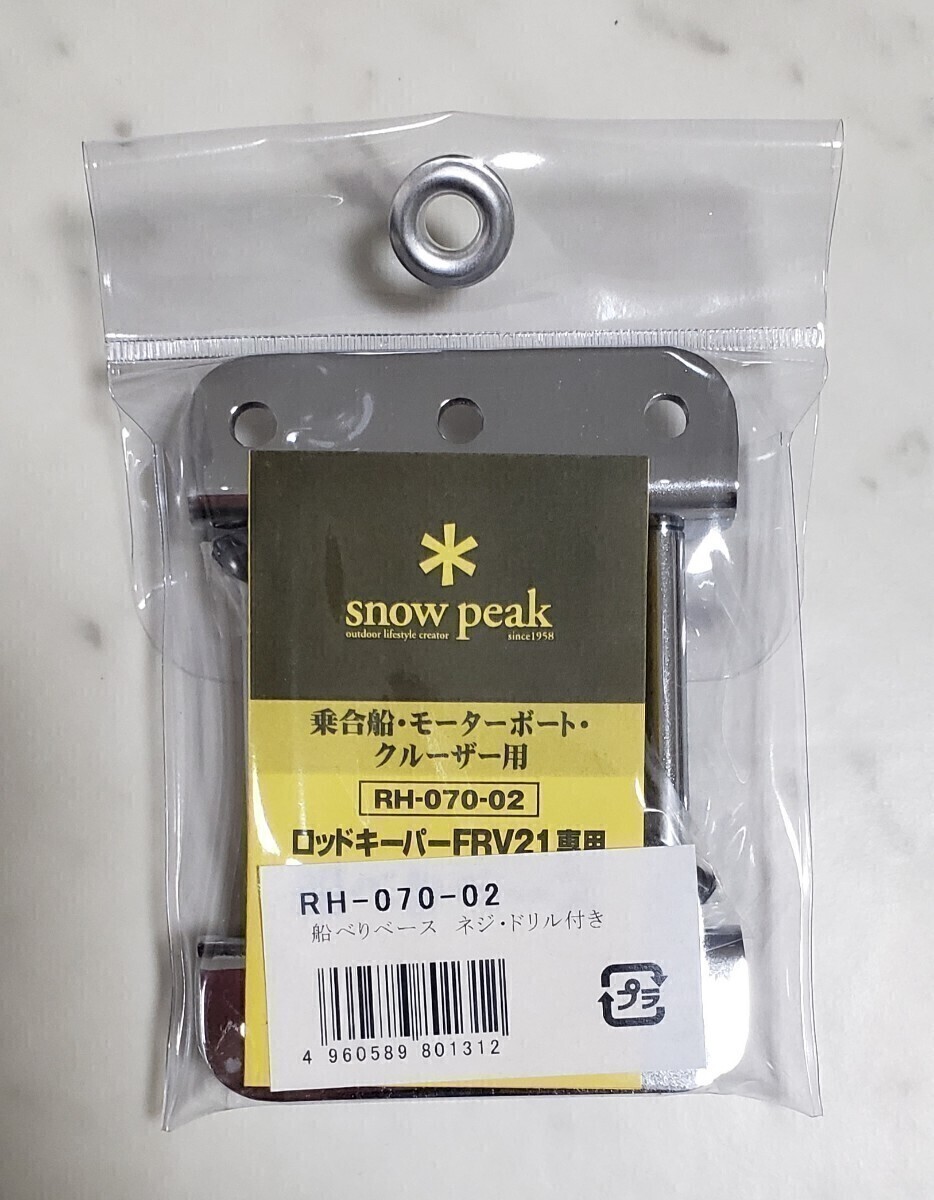 snow peak
outdoor lifestyle creator since1958
乗合船・モーターボート・
クルーザー用
RH-070-02
ロッドキーパーFRV21専用
RH-070-02
船べりベース ネジ・ドリル付き
プラ
4 960589 801312